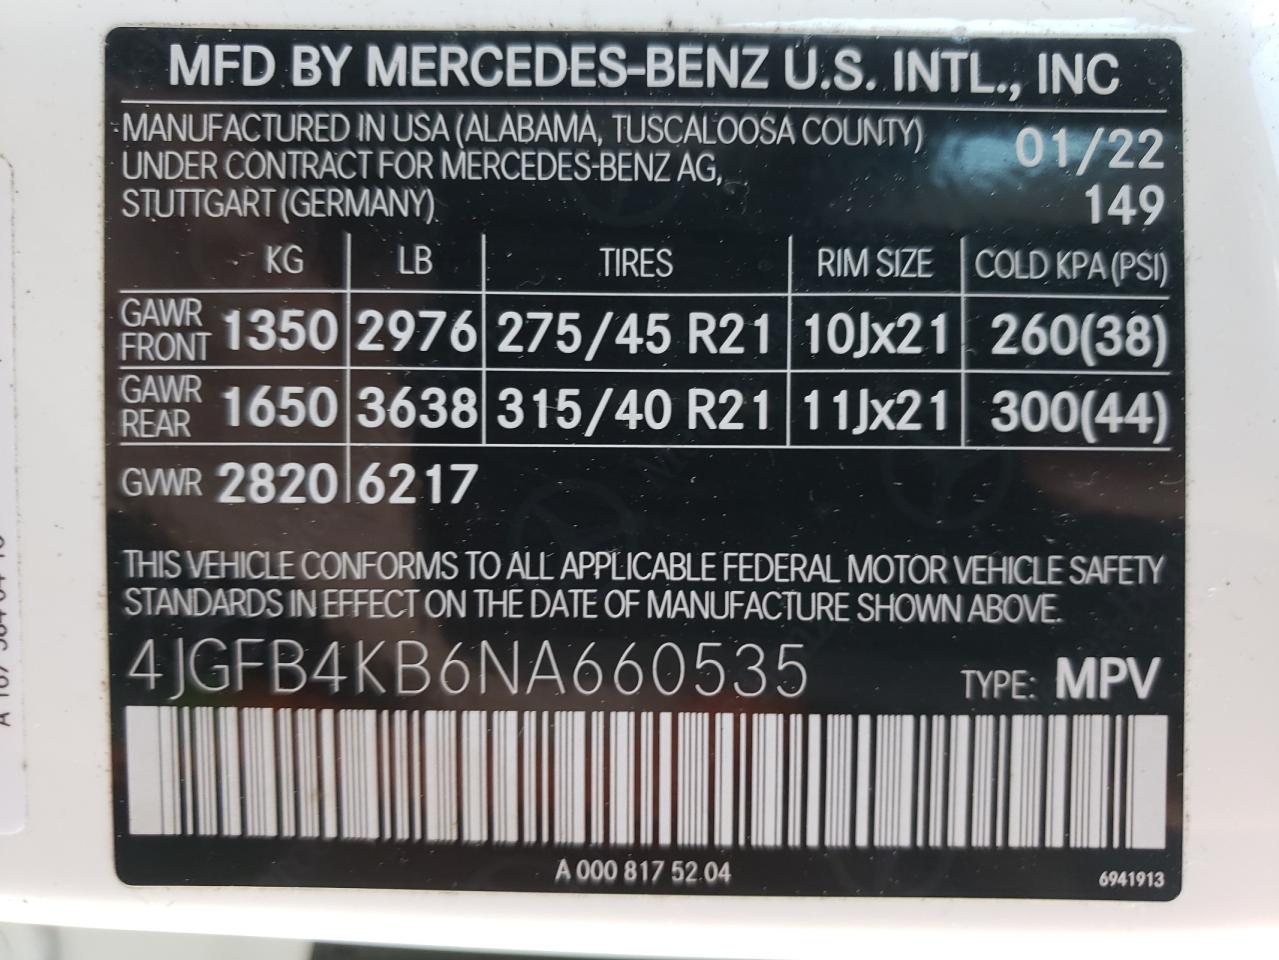 MFD BY MERCEDES-BENZ U.S. INTL., INC
MANUFACTURED IN USA (ALABAMA, TUSCALOOSA COUNTY) 01/22
UNDER CONTRACT FOR MERCEDES-BENZ AG,
STUTTGART (GERMANY) 149
KG LB TIRES RIM SIZE COLD KPA (PSI)
GAWR FRONT 1350 2976 275/45 R21 10Jx21 260(38)
GAWR REAR 1650 3638 315/40 R21 11Jx21 300(44)
GVWR 2820 6217
THIS VEHICLE CONFORMS TO ALL APPLICABLE FEDERAL MOTOR VEHICLE SAFETY
STANDARDS IN EFFECT ON THE DATE OF MANUFACTURE SHOWN ABOVE.
4JGFB4KB6NA660535 TYPE: MPV
A 000 817 52 04
6941913